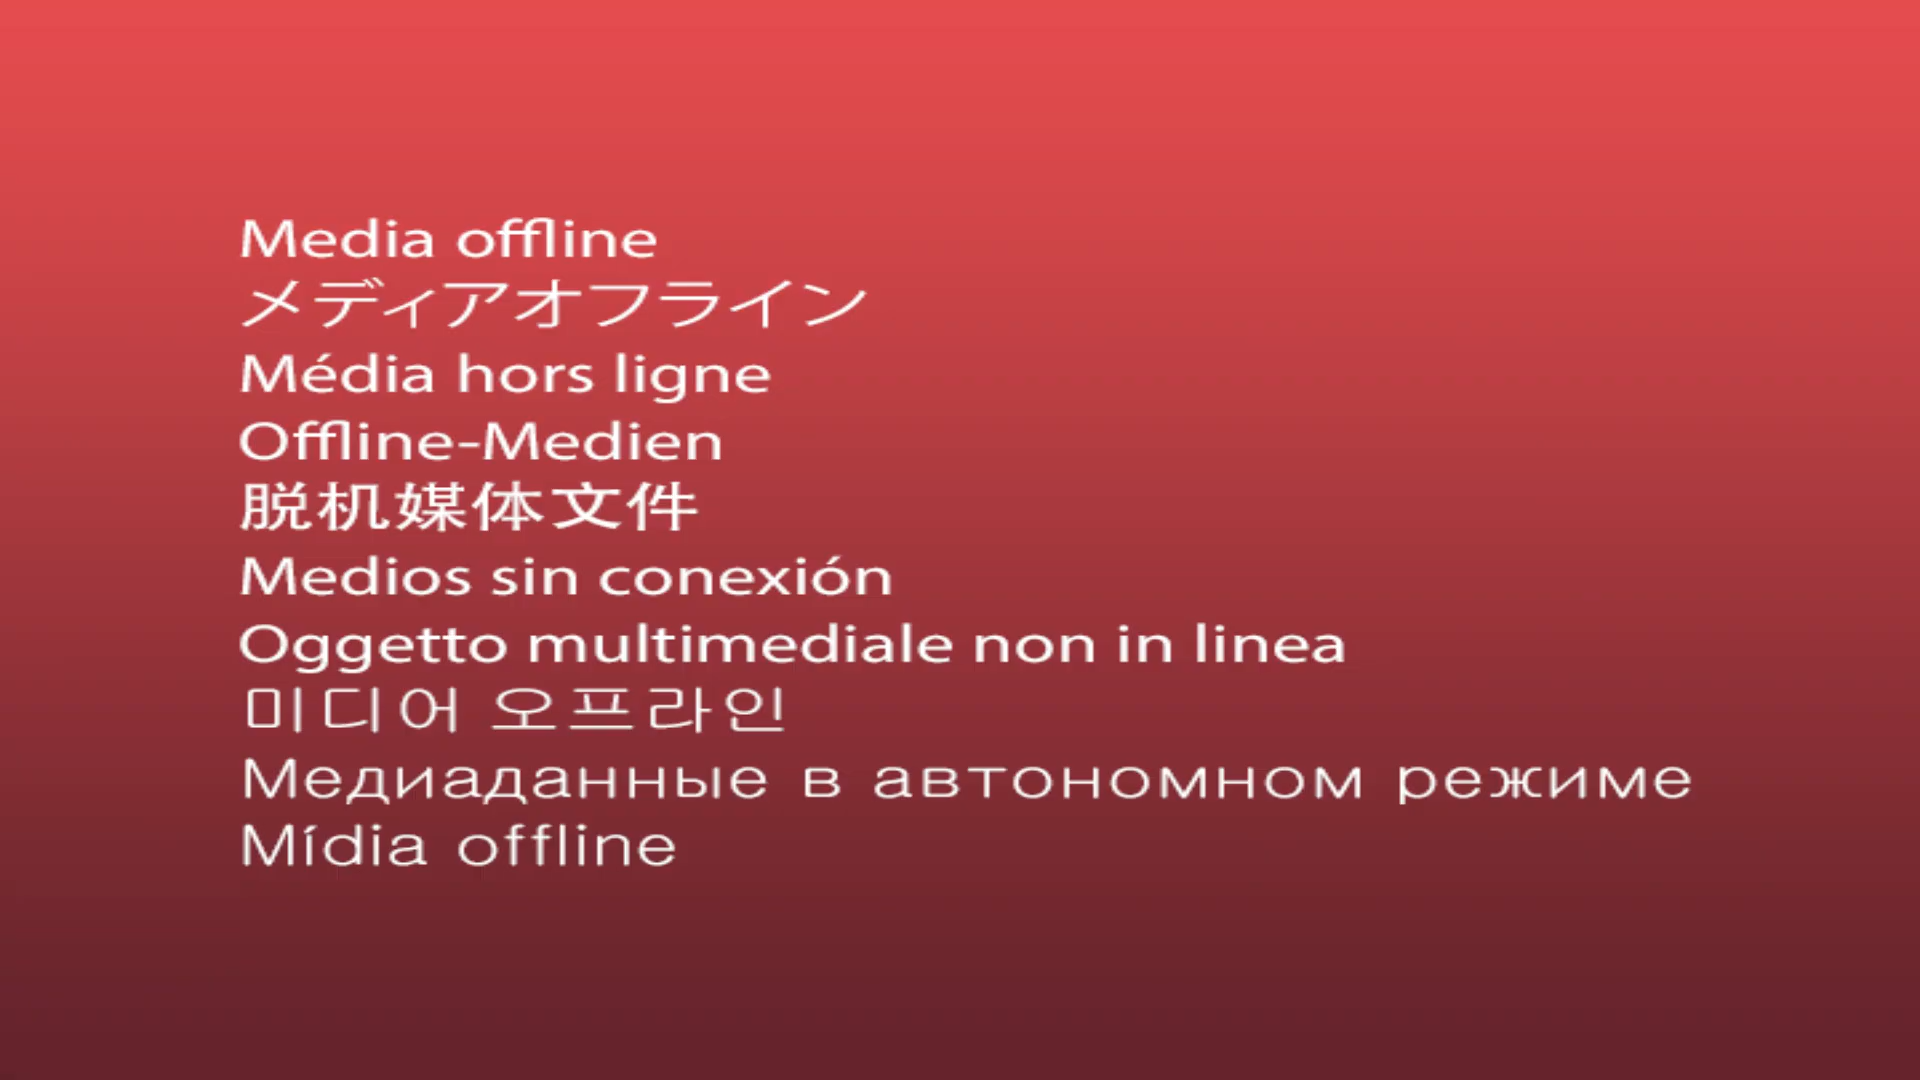 Media offline
メディアオフライン
Média hors ligne
Offline-Medien
脱机媒体文件
Medios sin conexión
Oggetto multimediale non in linea
미디어 오프라인
Медиаданные в автономном режиме
Mídia offline